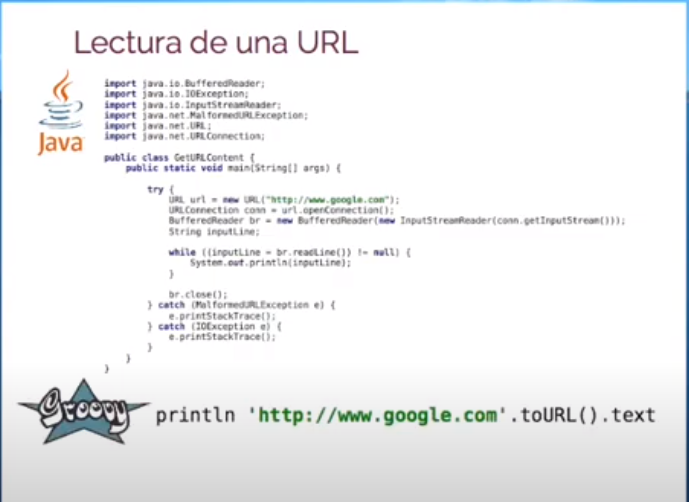 Lectura de una URL
Java
import java.io.BufferedReader;
import java.io.IOException;
import java.io.InputStreamReader;
import java.net.MalformedURLException;
import java.net.URL;
import java.net.URLConnection;
public class GetURLContent {
public static void main(String[] args) {
try {
URL url = new URL("http://www.google.com");
URLConnection conn = url.openConnection();
BufferedReader br = new BufferedReader(new InputStreamReader(conn.getInputStream()));
String inputLine;
while ((inputLine = br.readLine()) != null) {
System.out.println(inputLine);
}
br.close();
} catch (MalformedURLException e) {
e.printStackTrace();
} catch (IOException e) {
e.printStackTrace();
}
}
}
Groovy
println 'http://www.google.com'.toURL().text